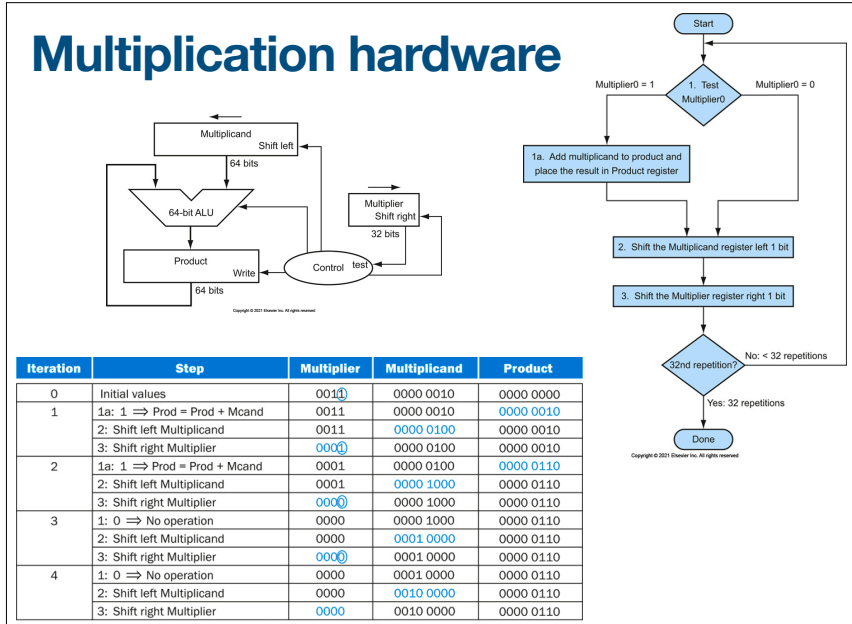 Multiplication hardware
Multiplicand
Shift left
64 bits
64-bit ALU
Multiplier
Shift right
32 bits
Product
Write
Control
test
64 bits
Copyright © 2021 Elsevier Inc. All rights reserved
Start
Multiplier0 = 1
1. Test
Multiplier0
Multiplier0 = 0
1a. Add multiplicand to product and
place the result in Product register
2. Shift the Multiplicand register left 1 bit
3. Shift the Multiplier register right 1 bit
32nd repetition?
No: < 32 repetitions
Yes: 32 repetitions
Done
Copyright © 2021 Elsevier Inc. All rights reserved
Iteration Step Multiplier Multiplicand Product
0 Initial values 0011 0000 0010 0000 0000
1 1a: 1 ⟹ Prod = Prod + Mcand 0011 0000 0010 0000 0010
2: Shift left Multiplicand 0011 0000 0100 0000 0010
3: Shift right Multiplier 0001 0000 0100 0000 0010
2 1a: 1 ⟹ Prod = Prod + Mcand 0001 0000 0100 0000 0110
2: Shift left Multiplicand 0001 0000 1000 0000 0110
3: Shift right Multiplier 0000 0000 1000 0000 0110
3 1: 0 ⟹ No operation 0000 0000 1000 0000 0110
2: Shift left Multiplicand 0000 0001 0000 0000 0110
3: Shift right Multiplier 0000 0001 0000 0000 0110
4 1: 0 ⟹ No operation 0000 0001 0000 0000 0110
2: Shift left Multiplicand 0000 0010 0000 0000 0110
3: Shift right Multiplier 0000 0010 0000 0000 0110